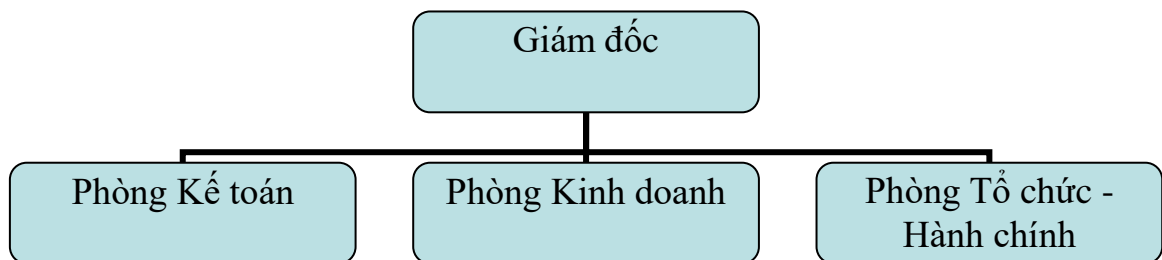 Giám đốc
Phòng Kế toán
Phòng Kinh doanh
Phòng Tổ chức -
Hành chính